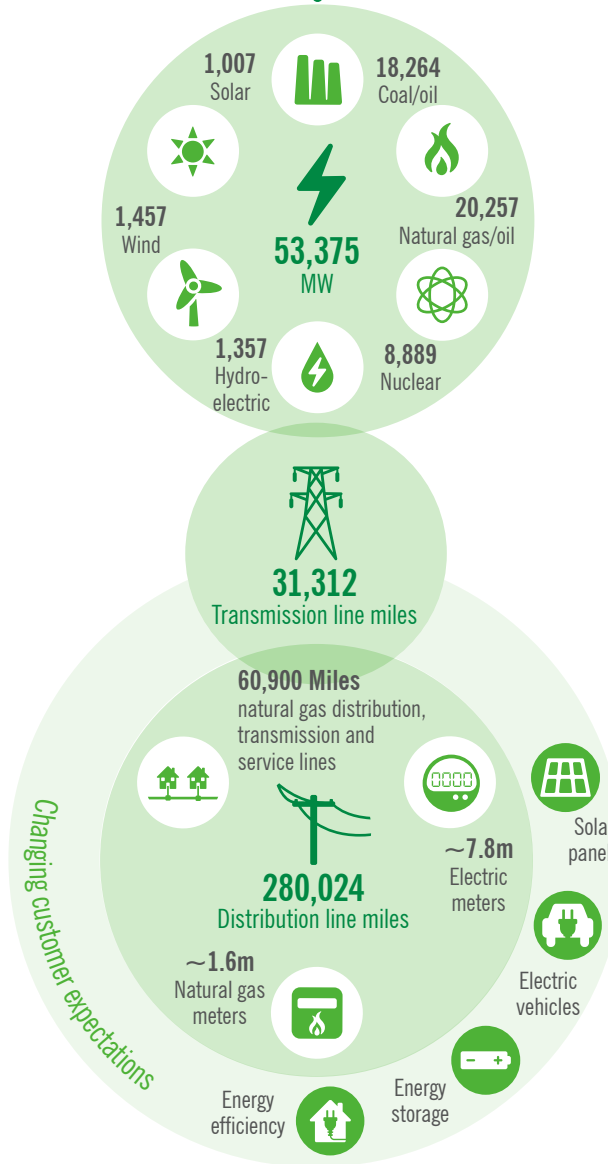 1,007
Solar
18,264
Coal/oil
1,457
Wind
20,257
Natural gas/oil
53,375
MW
1,357
Hydro-
electric
8,889
Nuclear
31,312
Transmission line miles
60,900 Miles
natural gas distribution,
transmission and
service lines
0000
~7.8m
Electric
meters
280,024
Distribution line miles
~1.6m
Natural gas
meters
Changing customer expectations
Electric
vehicles
Energy
storage
Energy
efficiency